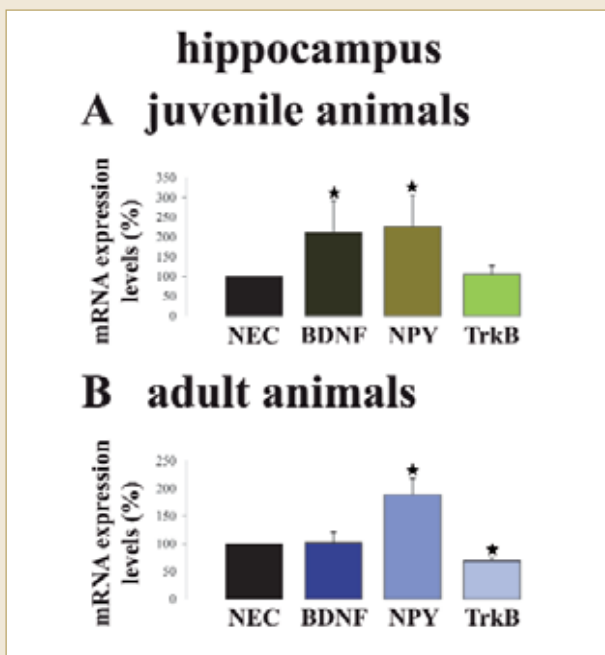 hippocampus
A juvenile animals
mRNA expression
levels (%)
350
300
250
200
150
100
50
0
NEC BDNF NPY TrkB
B adult animals
mRNA expression
levels (%)
250
200
150
100
50
0
NEC BDNF NPY TrkB